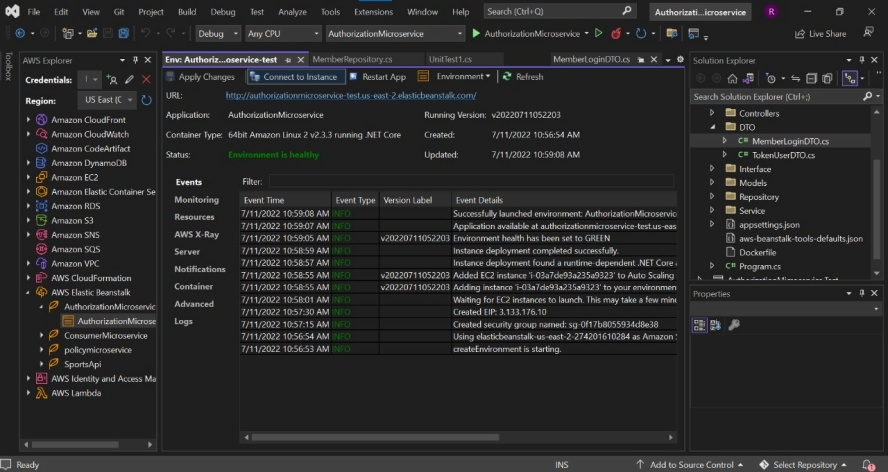 File Edit View Git Project Build Debug Test Analyze Tools Extensions Window Help Search (Ctrl+Q) Authorizati...icroservice R
Debug Any CPU AuthorizationMicroservice AuthorizationMicroservice Live Share
Toolbox
AWS Explorer
Credentials:
Region: US East (C
Amazon CloudFront
Amazon CloudWatch
Amazon CodeArtifact
Amazon DynamoDB
Amazon EC2
Amazon Elastic Container Se
Amazon RDS
Amazon S3
Amazon SNS
Amazon SQS
Amazon VPC
AWS CloudFormation
AWS Elastic Beanstalk
AuthorizationMicroservic
AuthorizationMicrose
ConsumerMicroservice
policymicroservice
SportsApi
AWS Identity and Access Ma
AWS Lambda
Env: Authoriz...oservice-test MemberRepository.cs UnitTest1.cs MemberLoginDTO.cs
Apply Changes Connect to Instance Restart App Environment Refresh
URL: http://authorizationmicroservice-test.us-east-2.elasticbeanstalk.com/
Application: AuthorizationMicroservice Running Version: v20220711052203
Container Type: 64bit Amazon Linux 2 v2.3.3 running .NET Core Created: 7/11/2022 10:56:54 AM
Status: Environment is healthy Updated: 7/11/2022 10:59:08 AM
Events
Monitoring
Resources
AWS X-Ray
Server
Notifications
Container
Advanced
Logs
Filter:
Event Time Event Type Version Label Event Details
7/11/2022 10:59:08 AM INFO Successfully launched environment: AuthorizationMicroservice
7/11/2022 10:59:07 AM INFO Application available at authorizationmicroservice-test.us-eas
7/11/2022 10:59:05 AM INFO v20220711052203 Environment health has been set to GREEN
7/11/2022 10:58:59 AM INFO Instance deployment completed successfully.
7/11/2022 10:58:57 AM INFO Instance deployment found a runtime-dependent .NET Core a
7/11/2022 10:58:55 AM INFO v20220711052203 Added EC2 instance 'i-03a7de93a235a9323' to Auto Scaling
7/11/2022 10:58:55 AM INFO v20220711052203 Adding instance 'i-03a7de93a235a9323' to your environment
7/11/2022 10:58:01 AM INFO Waiting for EC2 instances to launch. This may take a few minu
7/11/2022 10:57:30 AM INFO Created EIP: 3.133.176.10
7/11/2022 10:57:15 AM INFO Created security group named: sg-0f17b8055934d8e38
7/11/2022 10:56:54 AM INFO Using elasticbeanstalk-us-east-2-274201610284 as Amazon S
7/11/2022 10:56:53 AM INFO createEnvironment is starting.
Solution Explorer
Search Solution Explorer (Ctrl+;)
Controllers
DTO
C# MemberLoginDTO.cs
C# TokenUserDTO.cs
Interface
Models
Repository
Service
appsettings.json
aws-beanstalk-tools-defaults.json
Dockerfile
C# Program.cs
Properties
Ready INS Add to Source Control Select Repository